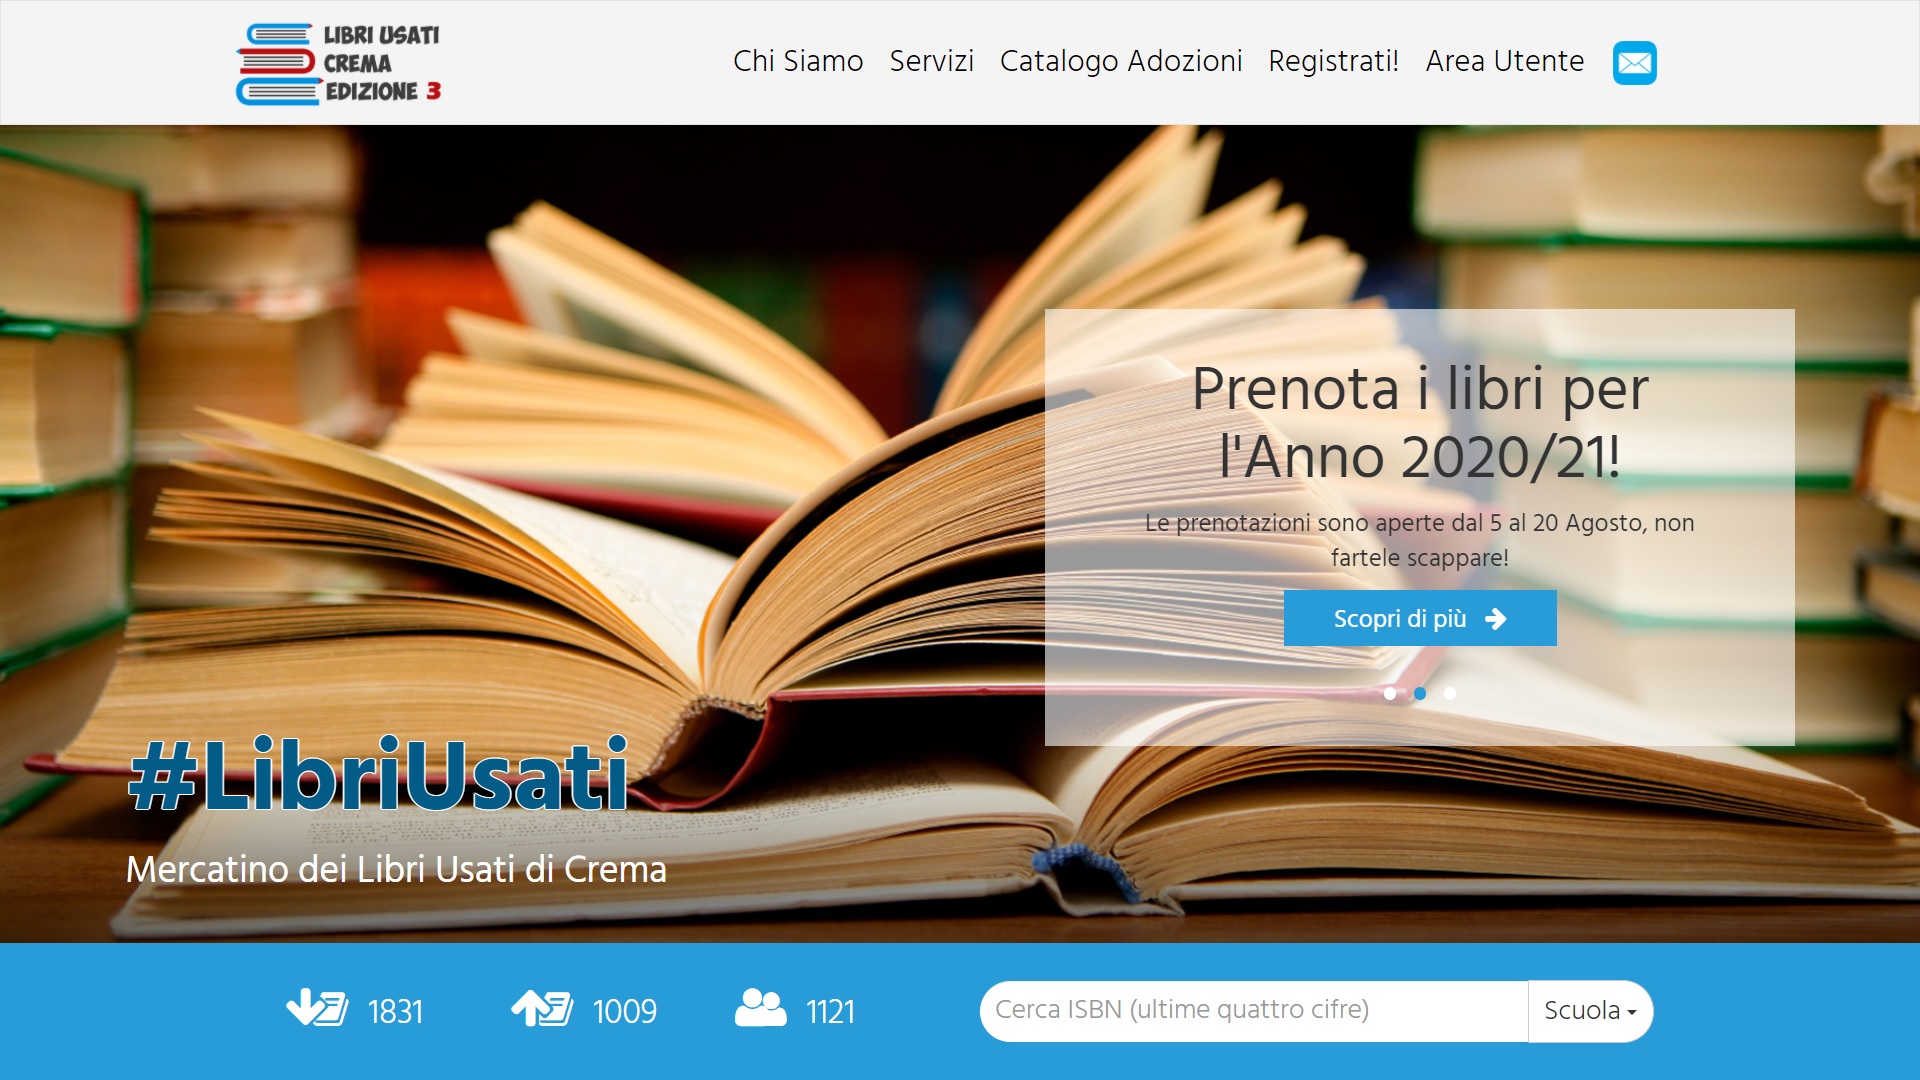 LIBRI USATI
CREMA
EDIZIONE 3
Chi Siamo Servizi Catalogo Adozioni Registrati! Area Utente
Prenota i libri per
l'Anno 2020/21!
Le prenotazioni sono aperte dal 5 al 20 Agosto, non
fartele scappare!
Scopri di più
#LibriUsati
Mercatino dei Libri Usati di Crema
1831 1009 1121 Cerca ISBN (ultime quattro cifre) Scuola